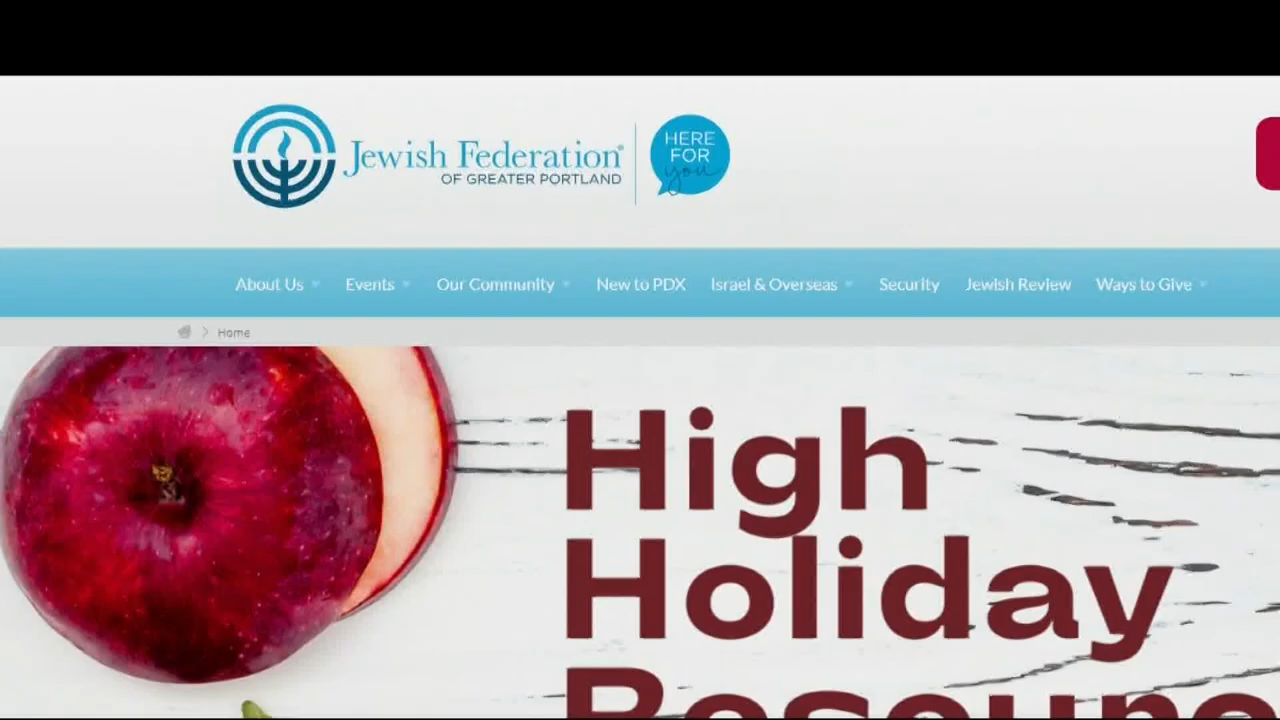 Jewish Federation®
OF GREATER PORTLAND
HERE
FOR
you
About Us Events Our Community New to PDX Israel & Overseas Security Jewish Review Ways to Give
Home
High
Holiday